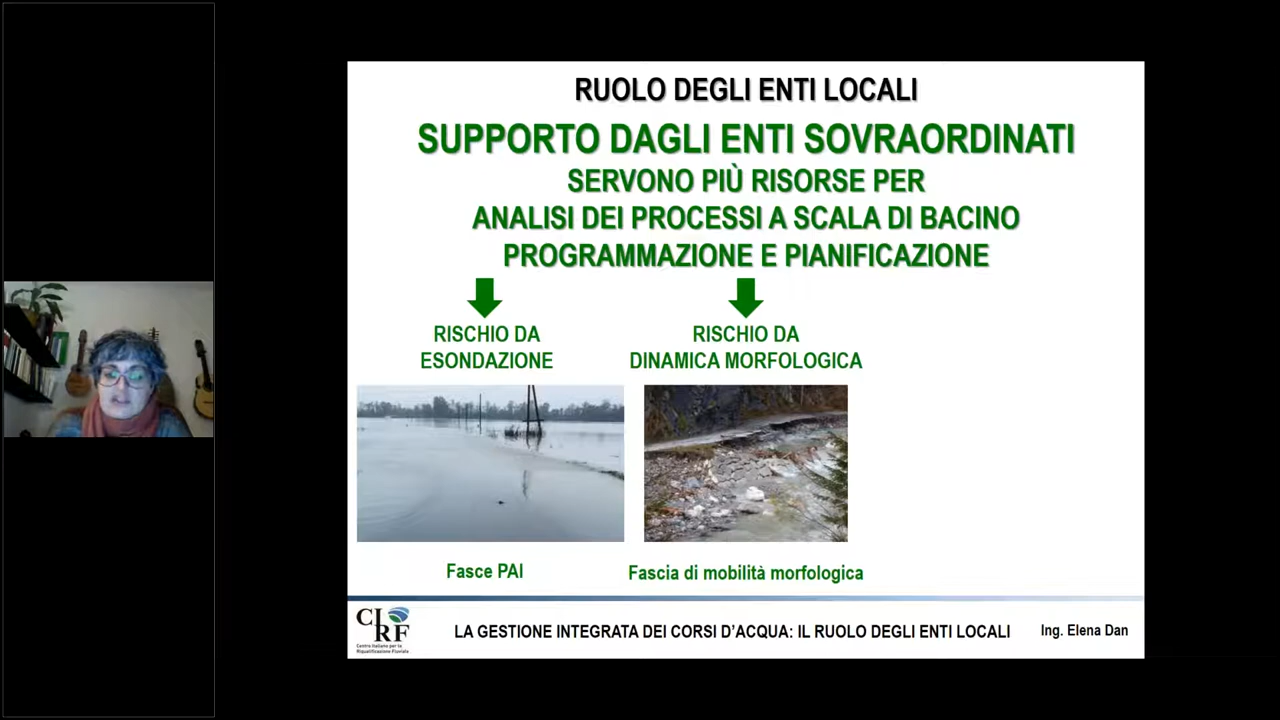 RUOLO DEGLI ENTI LOCALI
SUPPORTO DAGLI ENTI SOVRAORDINATI
SERVONO PIÙ RISORSE PER
ANALISI DEI PROCESSI A SCALA DI BACINO
PROGRAMMAZIONE E PIANIFICAZIONE
RISCHIO DA
ESONDAZIONE
RISCHIO DA
DINAMICA MORFOLOGICA
Fasce PAI
Fascia di mobilità morfologica
CIRF
Centro Italiano per la
Riqualificazione Fluviale
LA GESTIONE INTEGRATA DEI CORSI D'ACQUA: IL RUOLO DEGLI ENTI LOCALI
Ing. Elena Dan